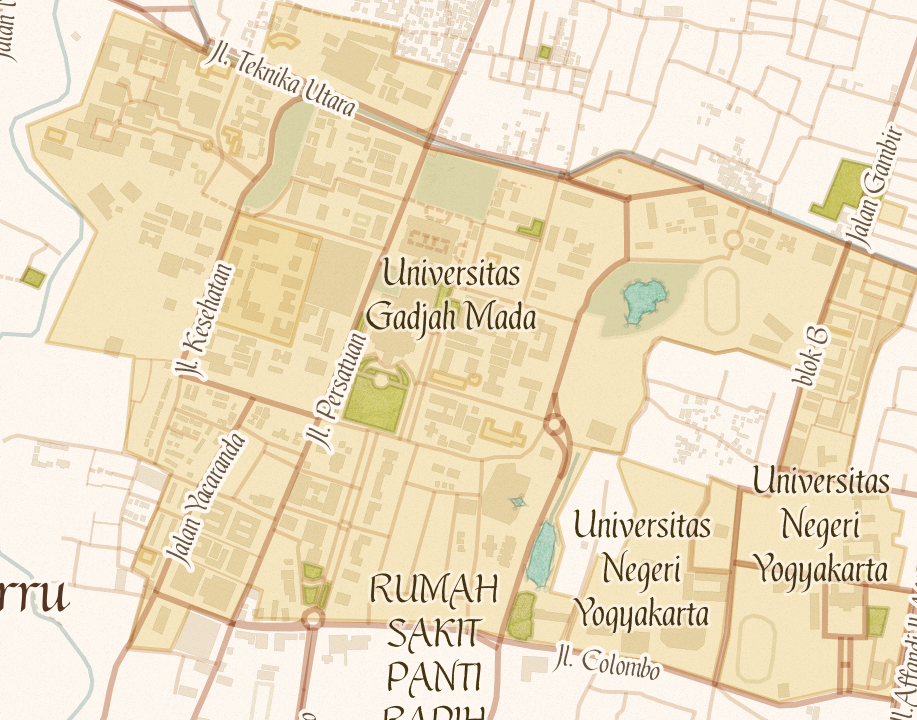 Jl. Teknika Utara
Jalan Gambir
Universitas
Gadjah Mada
Jl. Kesehatan
Jl. Persatuan
blok B
Jalan Yacaranda
Universitas
Negeri
Yogyakarta
Universitas
Negeri
Yogyakarta
rru
RUMAH
SAKIT
PANTI
RAPIH
Jl. Colombo